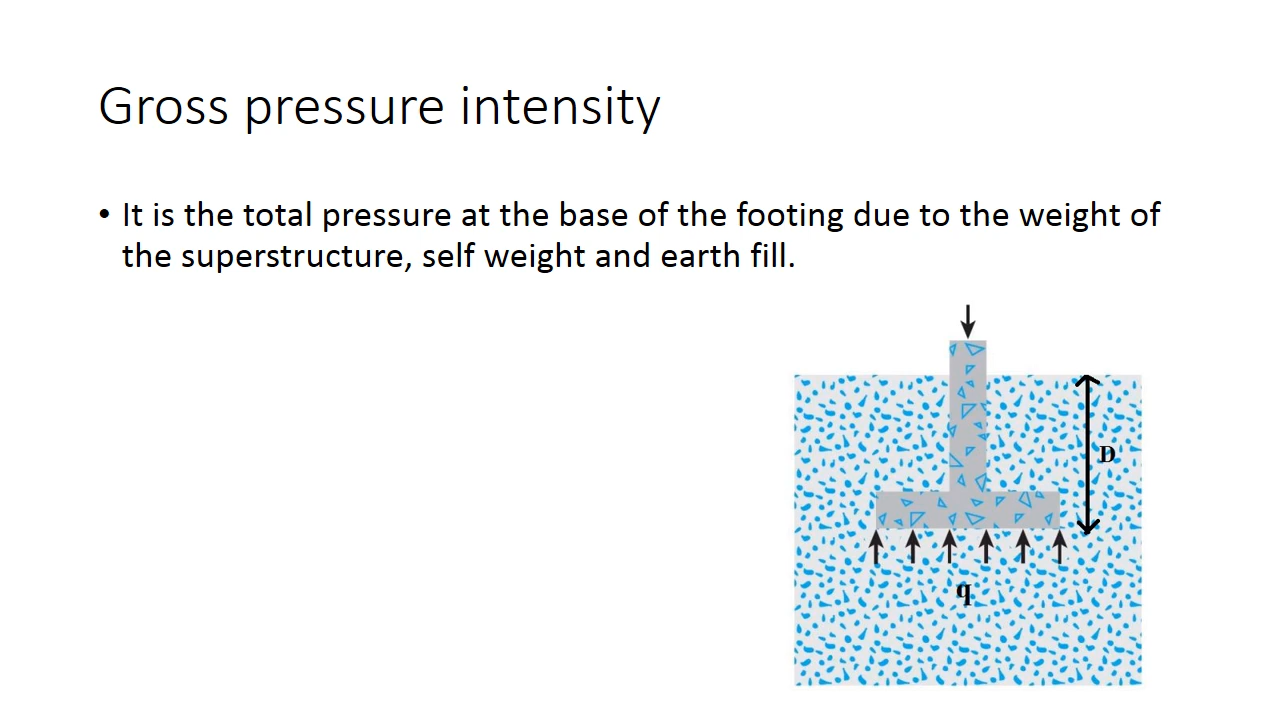 Gross pressure intensity
• It is the total pressure at the base of the footing due to the weight of
the superstructure, self weight and earth fill.
D
q